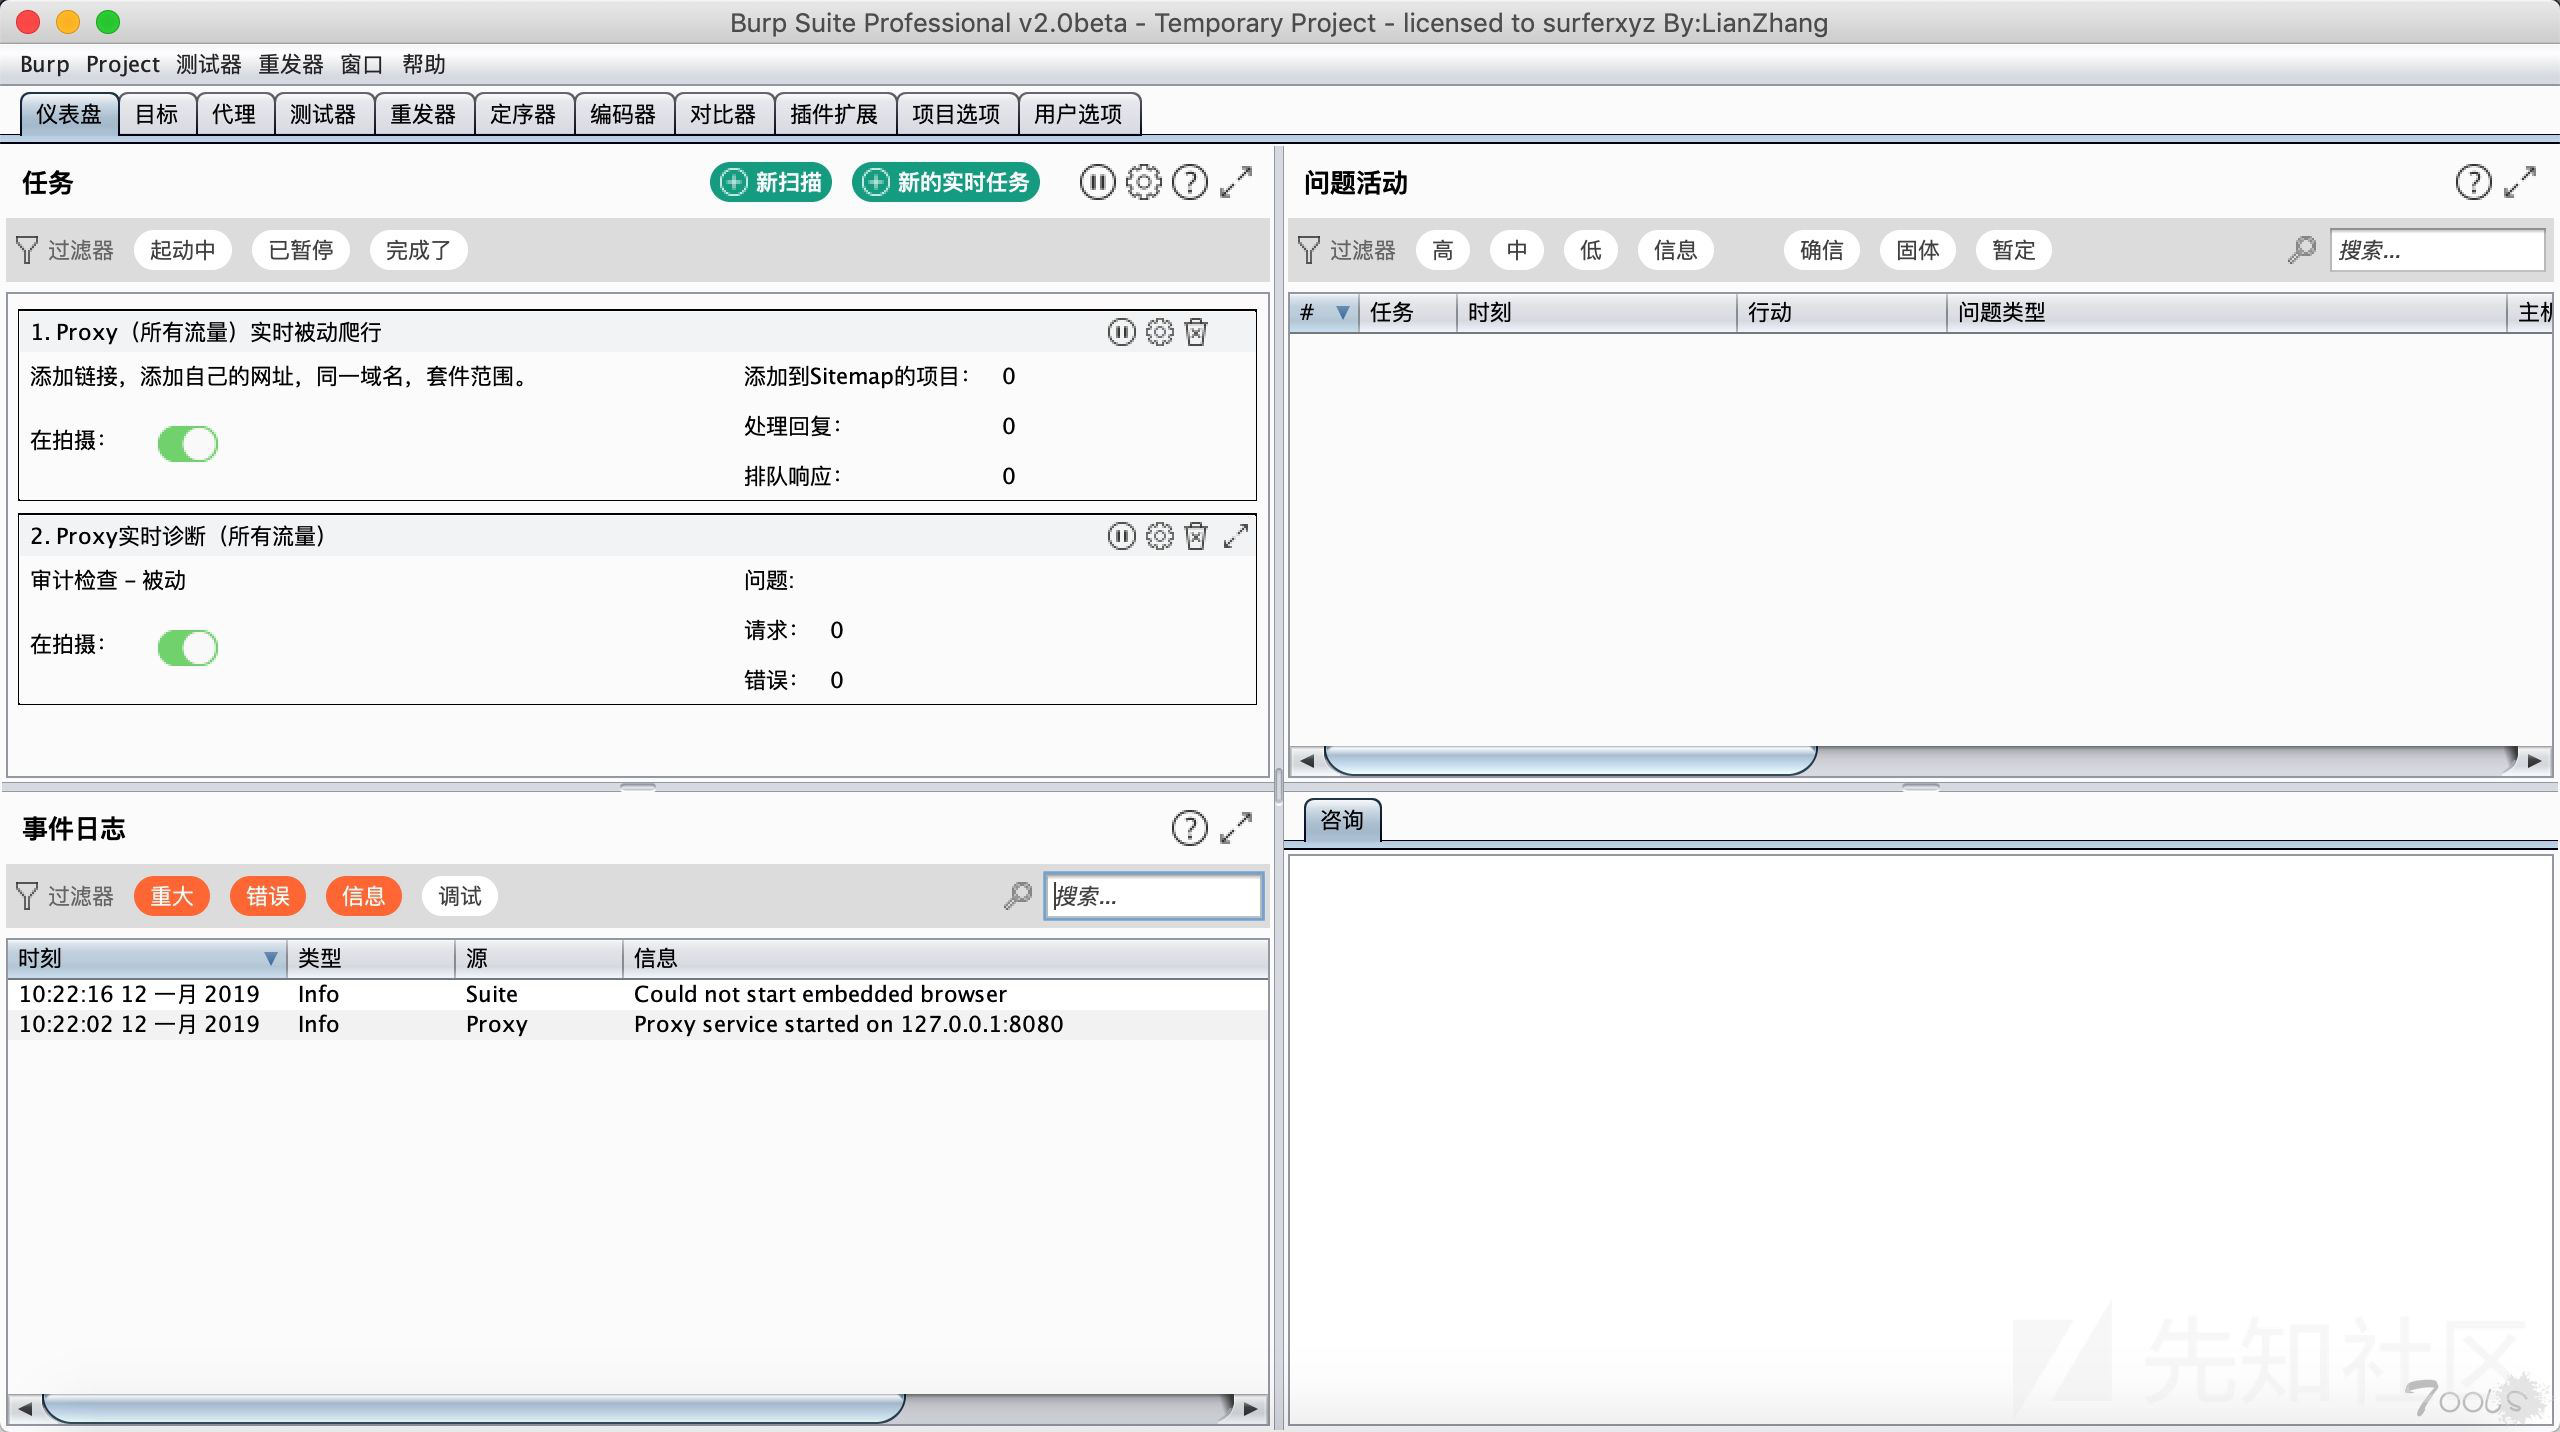 Burp Suite Professional v2.0beta - Temporary Project - licensed to surferxyz By:LianZhang
Burp Project 测试器 重发器 窗口 帮助
仪表盘 目标 代理 测试器 重发器 定序器 编码器 对比器 插件扩展 项目选项 用户选项
任务 新扫描 新的实时任务
过滤器 起动中 已暂停 完成了
1. Proxy（所有流量）实时被动爬行
添加链接，添加自己的网址，同一域名，套件范围。
添加到Sitemap的项目： 0
处理回复： 0
在拍摄：
排队响应： 0
2. Proxy实时诊断（所有流量）
审计检查 – 被动
问题:
请求： 0
在拍摄：
错误： 0
问题活动
过滤器 高 中 低 信息 确信 固体 暂定 搜索...
# 任务 时刻 行动 问题类型 主机
事件日志
过滤器 重大 错误 信息 调试 搜索...
时刻 类型 源 信息
10:22:16 12 一月 2019 Info Suite Could not start embedded browser
10:22:02 12 一月 2019 Info Proxy Proxy service started on 127.0.0.1:8080
咨询
先知社区
Tools